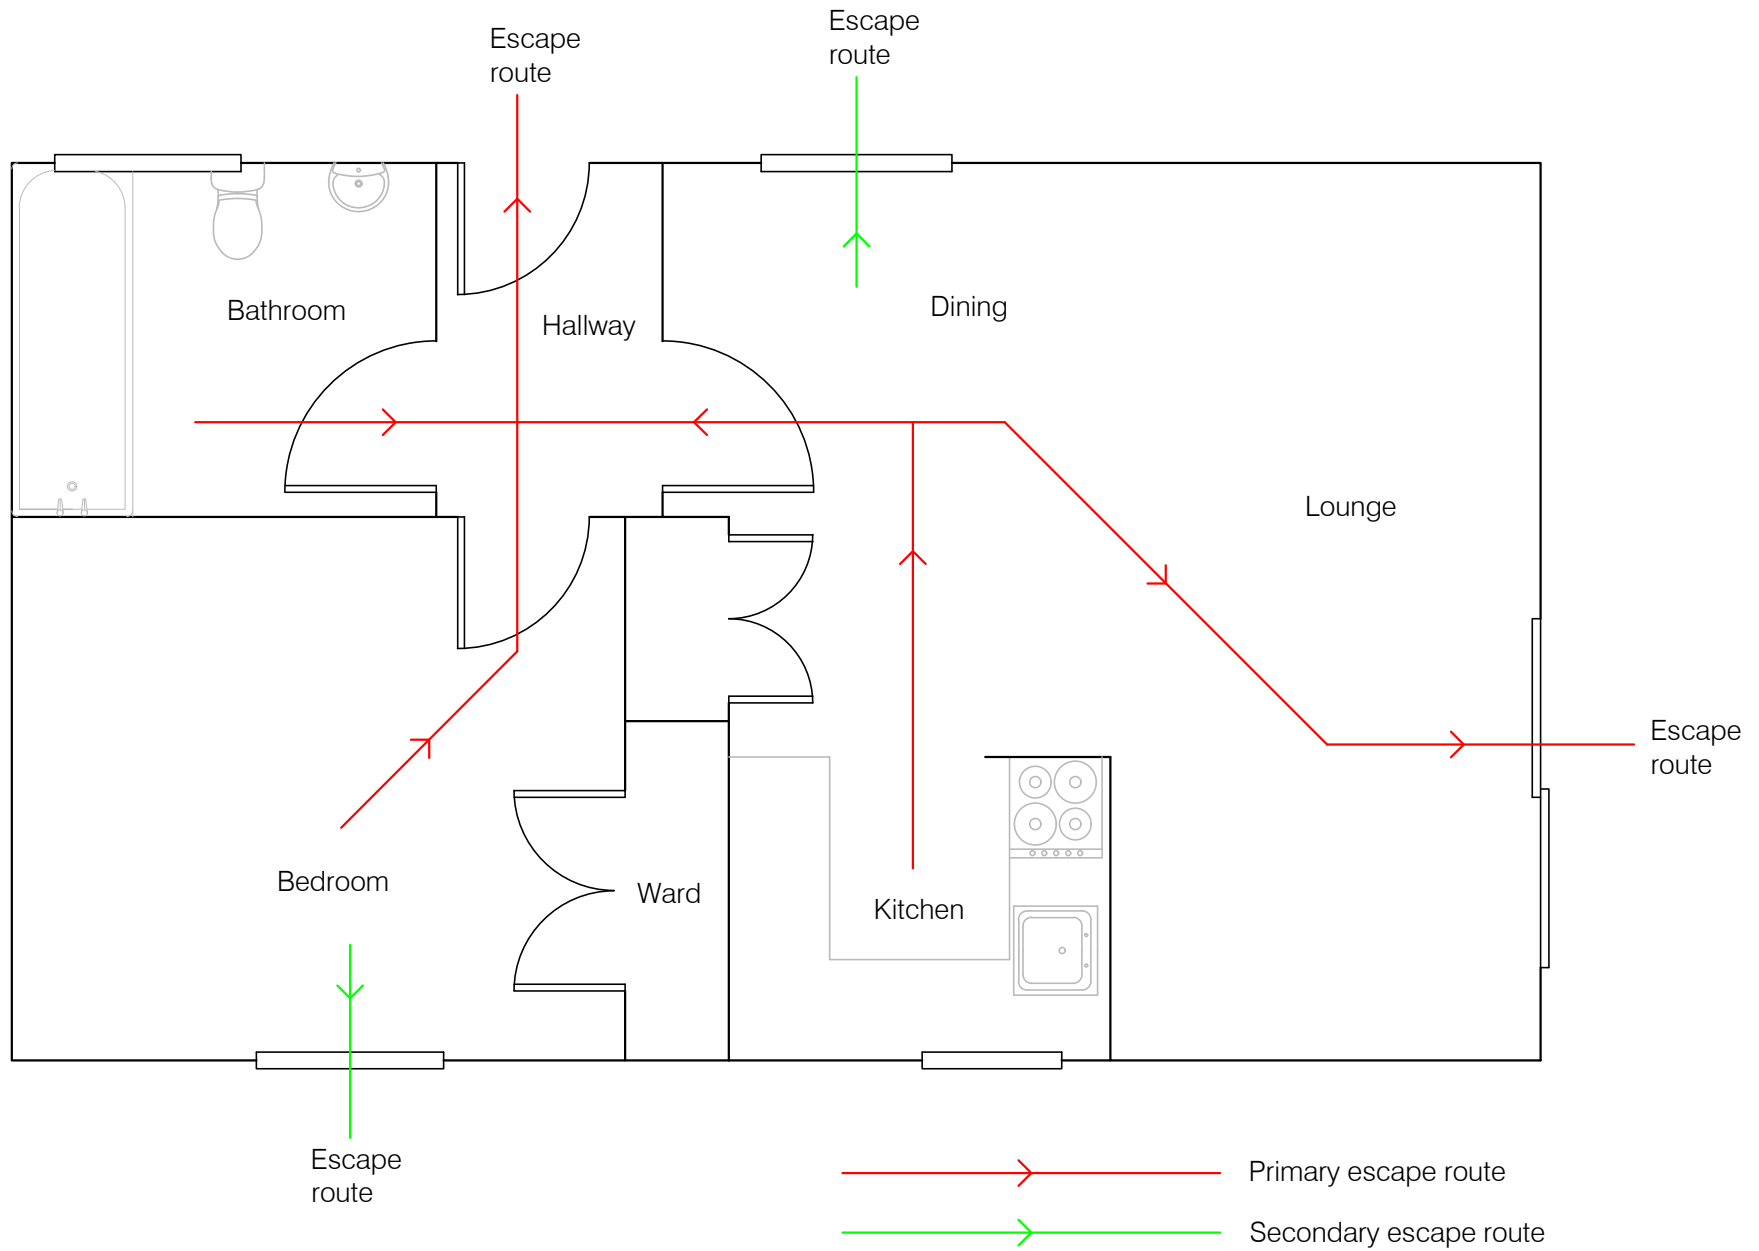 Escape
route
Escape
route
Bathroom
Hallway
Dining
Lounge
Escape
route
Bedroom
Ward
Kitchen
Escape
route
Primary escape route
Secondary escape route